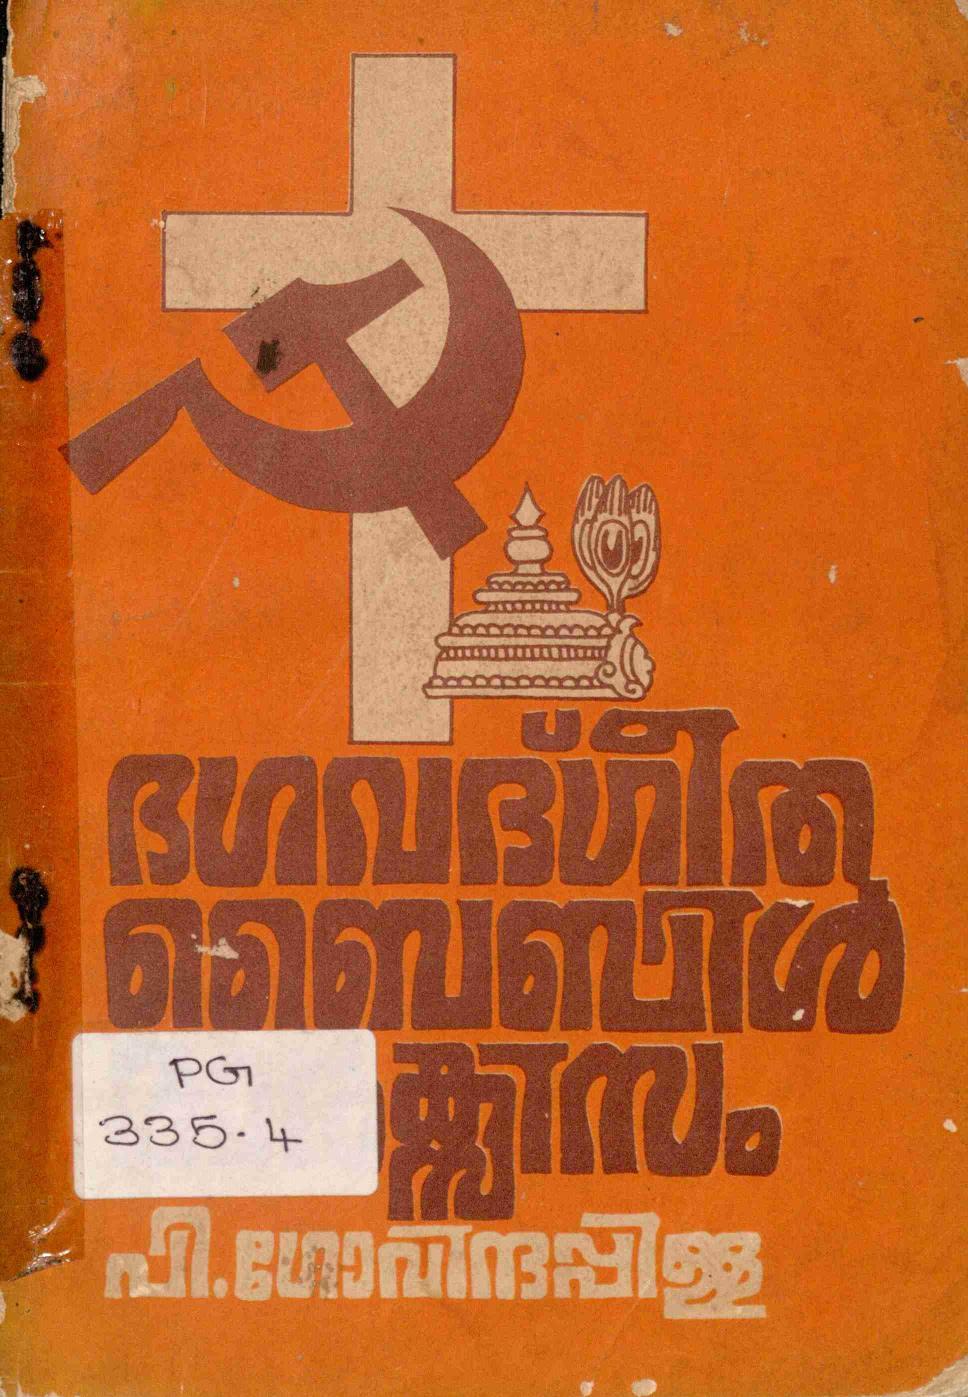 ഭഗവദ്ഗീത
ബൈബിൾ
PG
335.4
ക്സിസം
പി.ഗോവിന്ദപ്പിള്ള